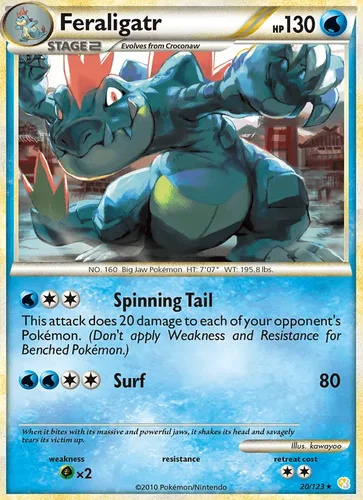 Feraligatr HP130
STAGE 2 Evolves from Croconaw
NO. 160 Big Jaw Pokémon HT: 7'07" WT: 195.8 lbs.
Spinning Tail
This attack does 20 damage to each of your opponent's
Pokémon. (Don't apply Weakness and Resistance for
Benched Pokémon.)
Surf 80
Illus. kawayoo
When it bites with its massive and powerful jaws, it shakes its head and savagely
tears its victim up.
20/123 ★
weakness resistance retreat cost
×2
©2010 Pokémon/Nintendo